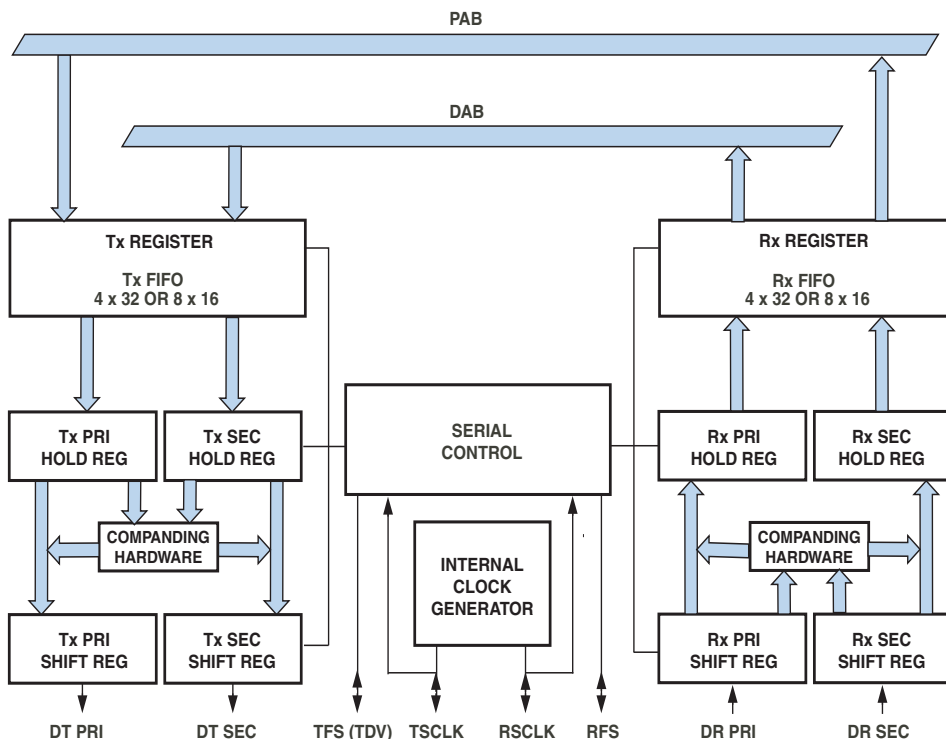 PAB
DAB
Tx REGISTER
Tx FIFO
4 x 32 OR 8 x 16
Rx REGISTER
Rx FIFO
4 x 32 OR 8 x 16
Tx PRI
HOLD REG
Tx SEC
HOLD REG
SERIAL
CONTROL
Rx PRI
HOLD REG
Rx SEC
HOLD REG
COMPANDING
HARDWARE
INTERNAL
CLOCK
GENERATOR
COMPANDING
HARDWARE
Tx PRI
SHIFT REG
Tx SEC
SHIFT REG
Rx PRI
SHIFT REG
Rx SEC
SHIFT REG
DT PRI
DT SEC
TFS (TDV)
TSCLK
RSCLK
RFS
DR PRI
DR SEC